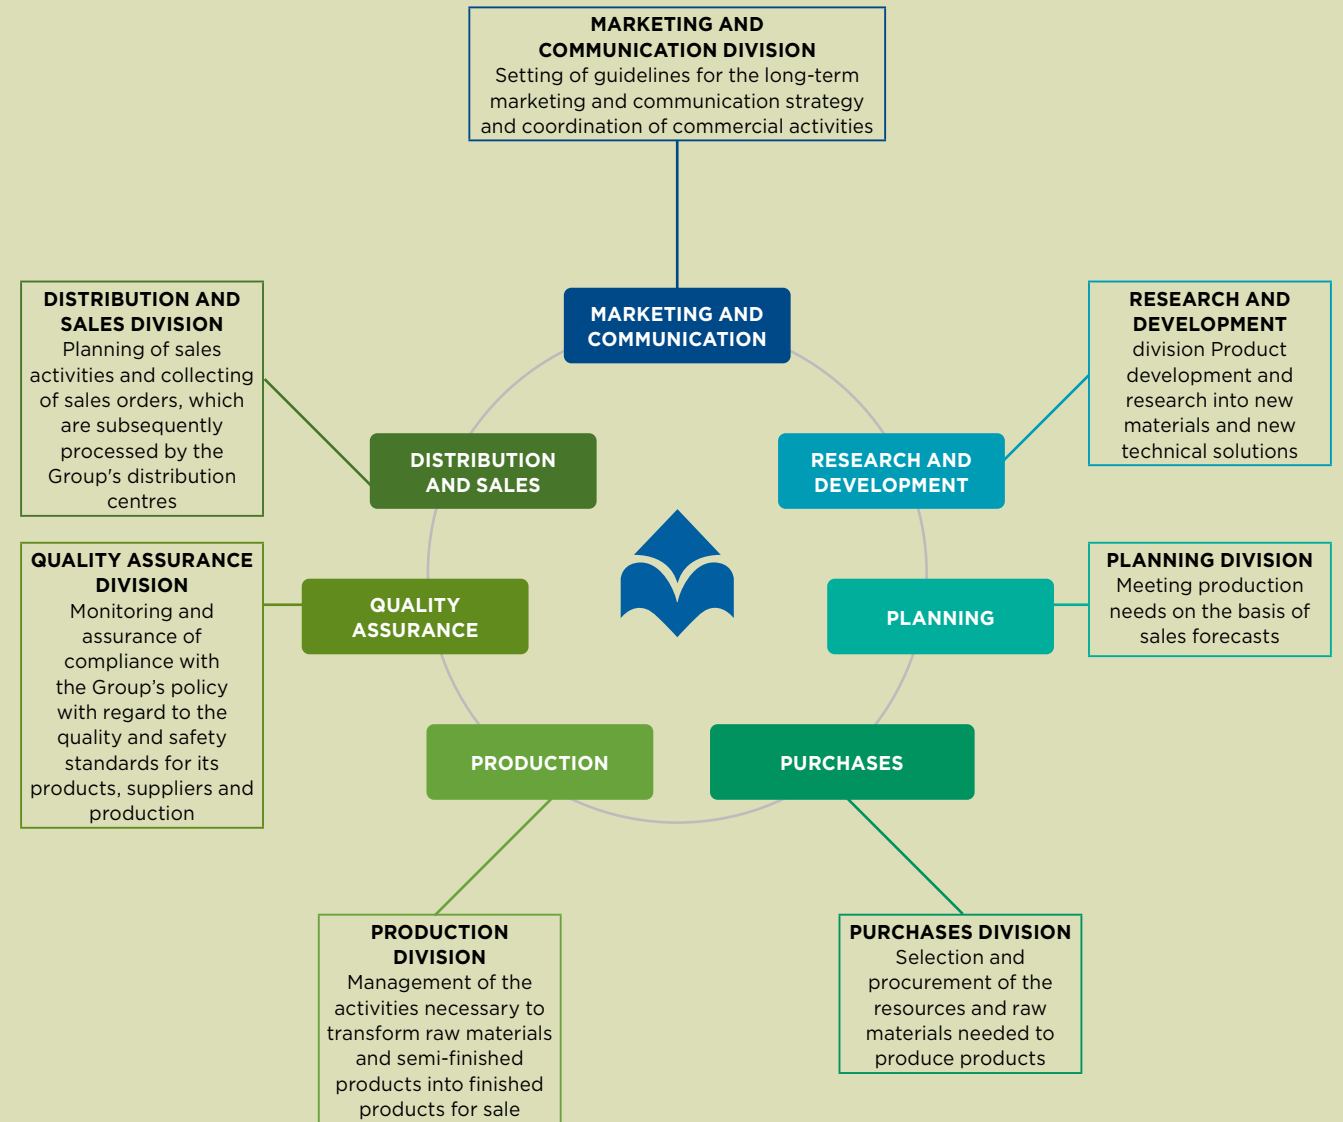 MARKETING AND
COMMUNICATION DIVISION
Setting of guidelines for the long-term
marketing and communication strategy
and coordination of commercial activities
MARKETING AND
COMMUNICATION
DISTRIBUTION AND
SALES DIVISION
Planning of sales
activities and collecting
of sales orders, which
are subsequently
processed by the
Group's distribution
centres
RESEARCH AND
DEVELOPMENT
division Product
development and
research into new
materials and new
technical solutions
DISTRIBUTION
AND SALES
RESEARCH AND
DEVELOPMENT
QUALITY ASSURANCE
DIVISION
Monitoring and
assurance of
compliance with
the Group’s policy
with regard to the
quality and safety
standards for its
products, suppliers and
production
QUALITY
ASSURANCE
PLANNING
PLANNING DIVISION
Meeting production
needs on the basis of
sales forecasts
PRODUCTION
PURCHASES
PRODUCTION
DIVISION
Management of the
activities necessary to
transform raw materials
and semi-finished
products into finished
products for sale
PURCHASES DIVISION
Selection and
procurement of the
resources and raw
materials needed to
produce products